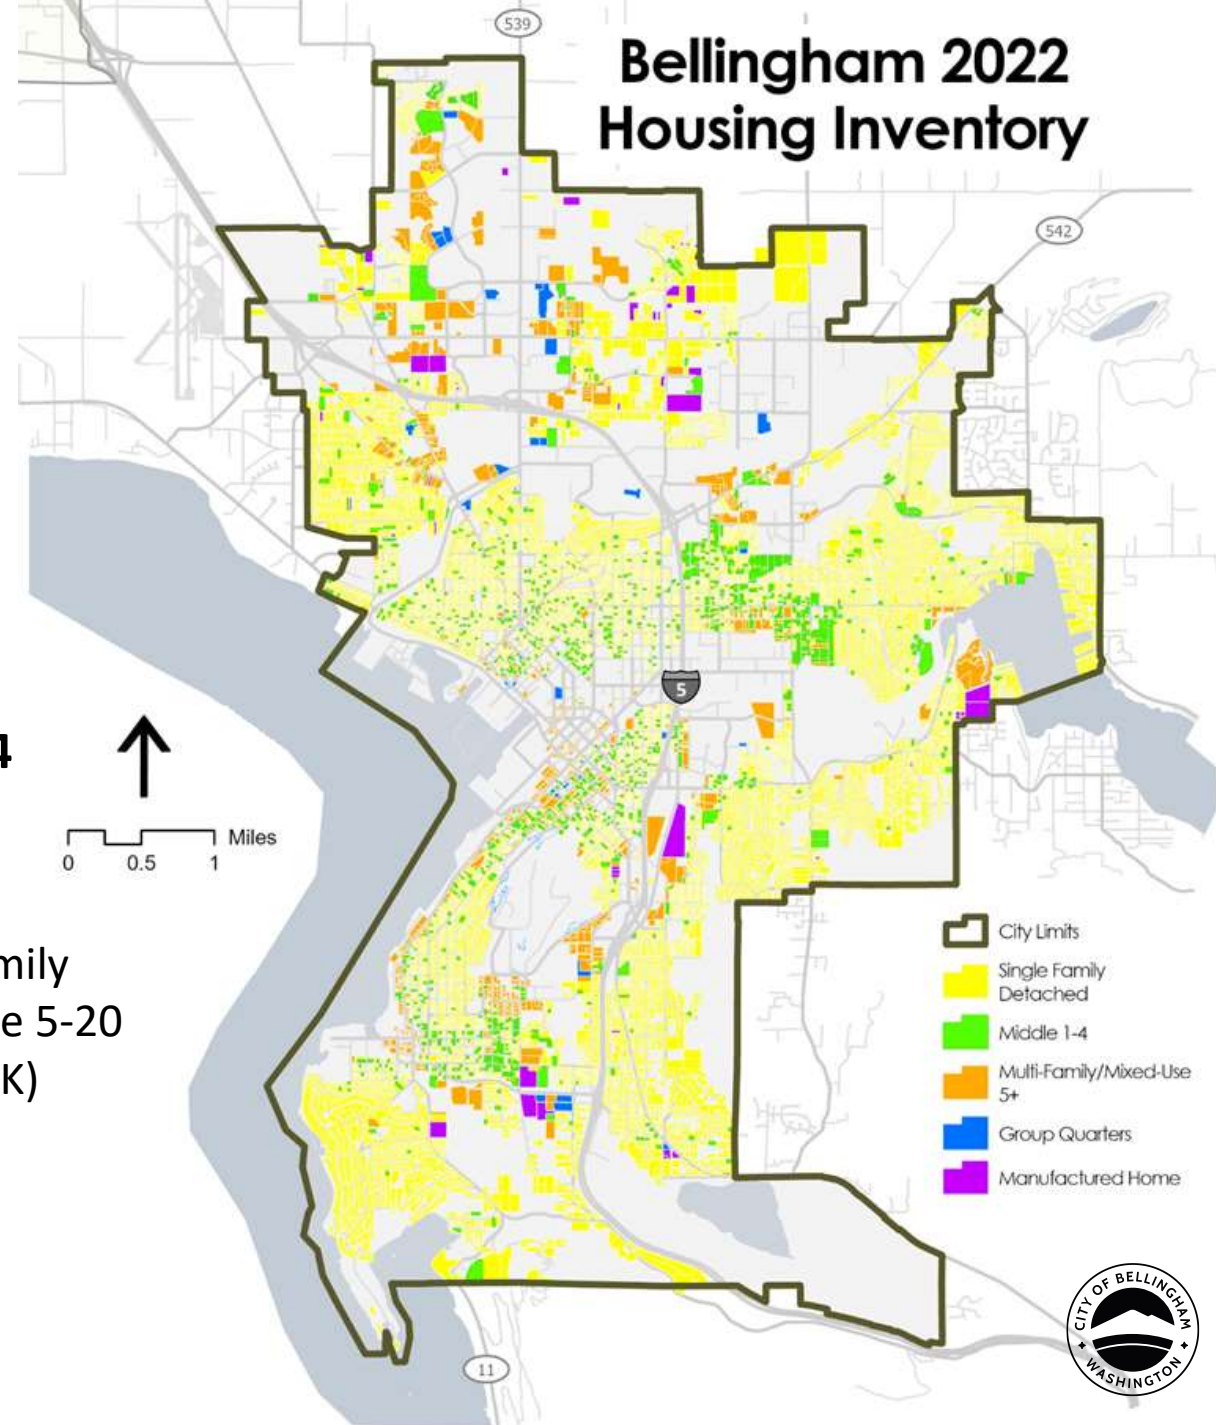 539
Bellingham 2022
Housing Inventory
542
5
4
Miles
0 0.5 1
mily
e 5-20
K)
City Limits
Single Family
Detached
Middle 1-4
Multi-Family/Mixed-Use
5+
Group Quarters
Manufactured Home
CITY OF BELLINGHAM
WASHINGTON
11